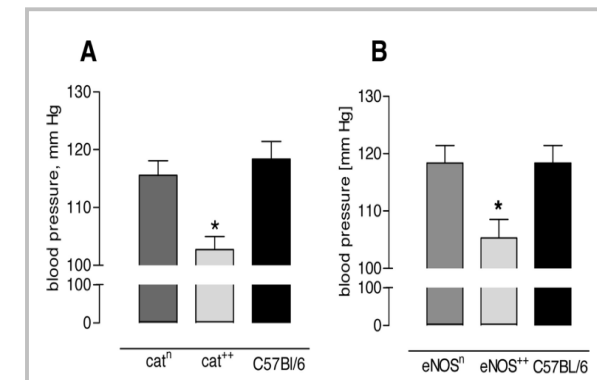 A
blood pressure, mm Hg
130
120
110
100
100
0
*
catⁿ
cat⁺⁺
C57Bl/6
B
blood pressure [mm Hg]
130
120
110
100
100
0
*
eNOSⁿ
eNOS⁺⁺
C57BL/6